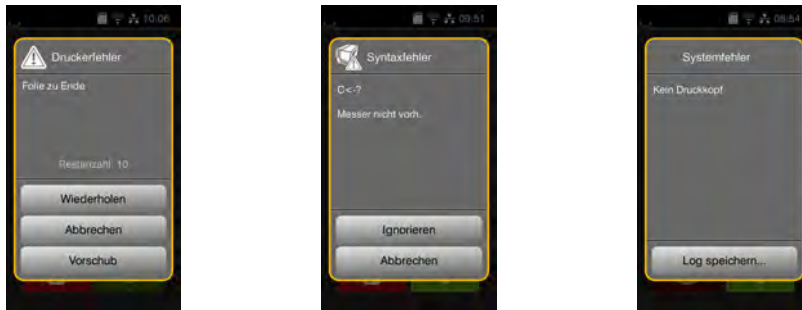 10.06
Druckerfehler
Folie zu Ende
Restanzahl 10
Wiederholen
Abbrechen
Vorschub
09.51
Syntaxfehler
C<-?
Messer nicht vorh.
Ignorieren
Abbrechen
08:54
Systemfehler
Kein Druckkopf
Log speichern...